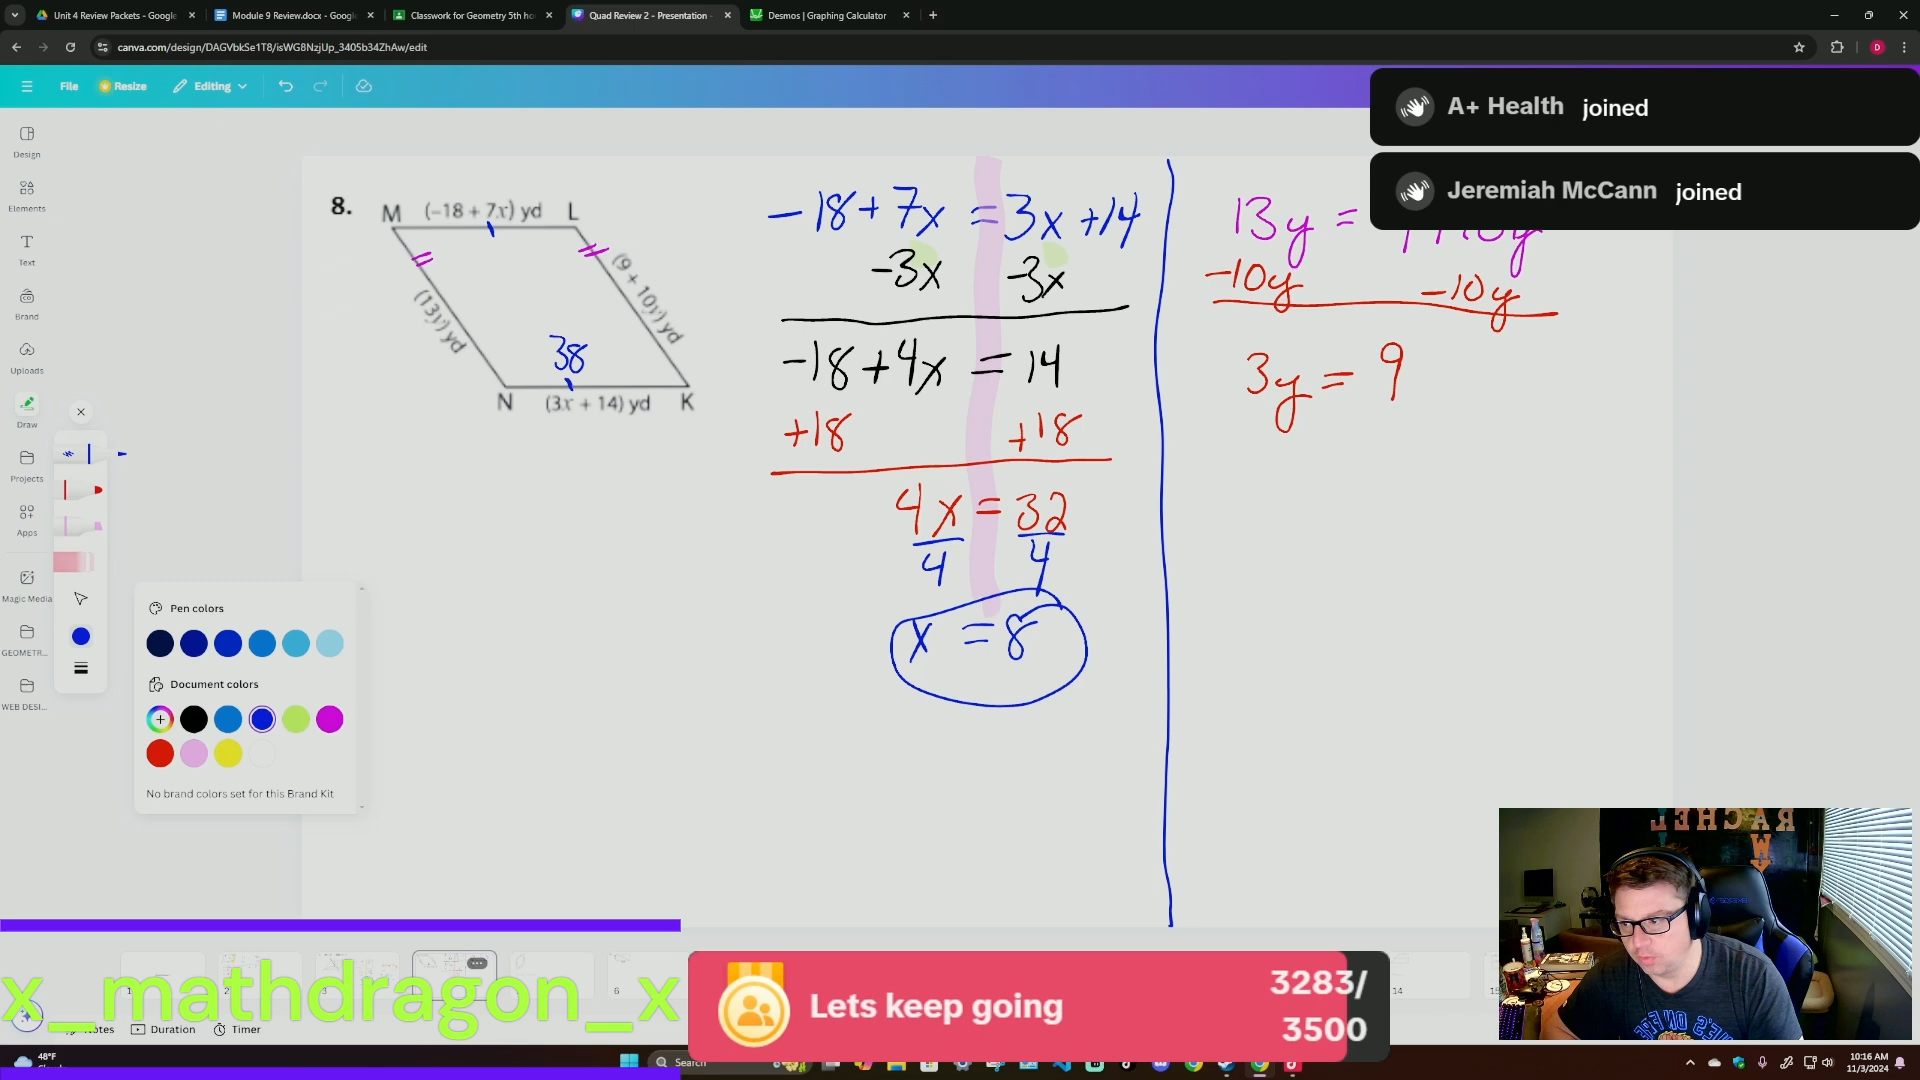 Unit 4 Review Packets - Google
Module 9 Review.docx - Google
Classwork for Geometry 5th ho
Quad Review 2 - Presentation -
Desmos | Graphing Calculator
canva.com/design/DAGVbkSe1T8/isWG8NzjUp_3405b34ZhAw/edit
D
File
Resize
Editing
A+ Health joined
Jeremiah McCann joined
Design
Elements
Text
Brand
Uploads
Draw
Projects
Apps
Magic Media
GEOMETR...
WEB DESI...
8.
M (-18 + 7x) yd L
(13y) yd
(9 + 10y) yd
38
N (3x + 14) yd K
-18+7x = 3x+14
-3x -3x
-18+4x = 14
+18 +18
4x = 32
4 4
x = 8
13y =
-10y -10y
3y = 9
Pen colors
Document colors
No brand colors set for this Brand Kit
x_mathdragon_x
Notes
Duration
Timer
6
14
Lets keep going
3283/
3500
RACHEL
48°F
Search
10:16 AM
11/3/2024